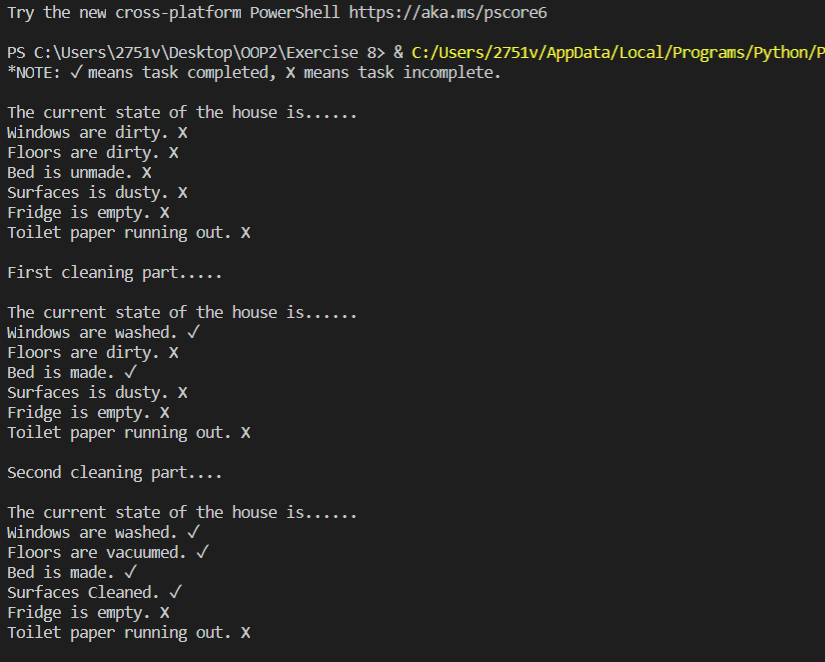 Try the new cross-platform PowerShell https://aka.ms/pscore6
PS C:\Users\2751v\Desktop\OOP2\Exercise 8> & C:/Users/2751v/AppData/Local/Programs/Python/P
*NOTE: ✓ means task completed, X means task incomplete.
The current state of the house is......
Windows are dirty. X
Floors are dirty. X
Bed is unmade. X
Surfaces is dusty. X
Fridge is empty. X
Toilet paper running out. X
First cleaning part.....
The current state of the house is......
Windows are washed. ✓
Floors are dirty. X
Bed is made. ✓
Surfaces is dusty. X
Fridge is empty. X
Toilet paper running out. X
Second cleaning part....
The current state of the house is......
Windows are washed. ✓
Floors are vacuumed. ✓
Bed is made. ✓
Surfaces Cleaned. ✓
Fridge is empty. X
Toilet paper running out. X